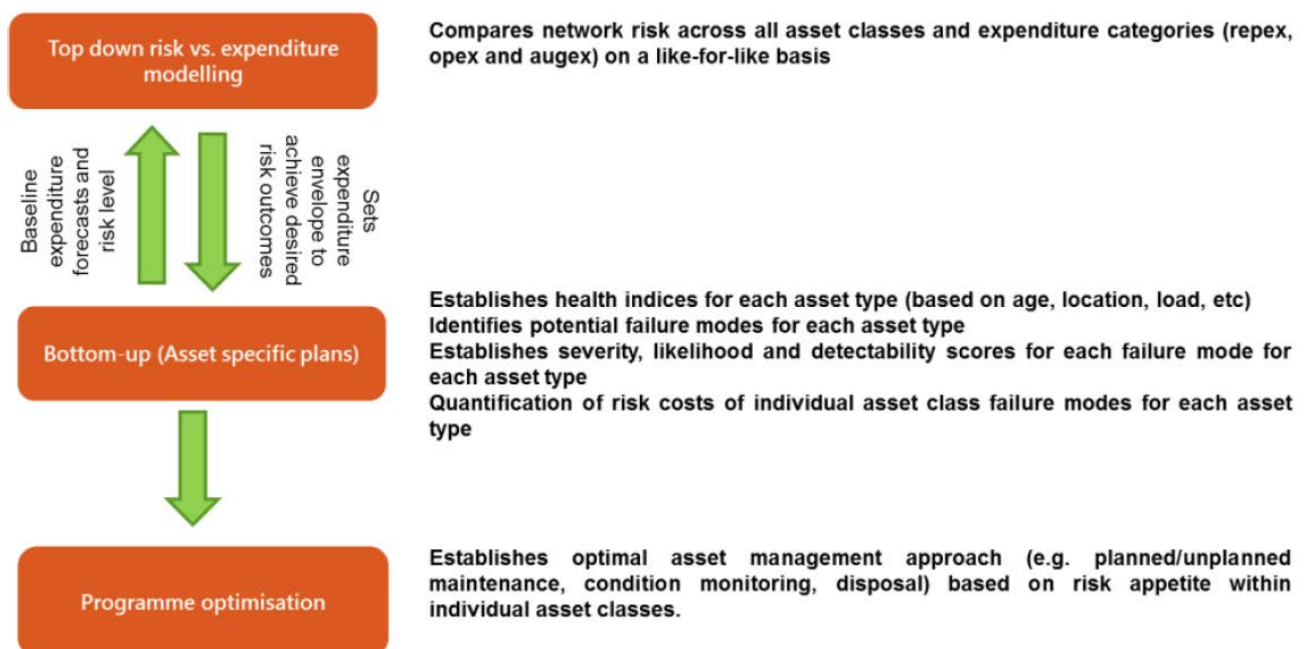 Top down risk vs. expenditure
modelling
Compares network risk across all asset classes and expenditure categories (repex,
opex and augex) on a like-for-like basis
Baseline
expenditure
forecasts and
risk level
Sets
expenditure
envelope to
achieve desired
risk outcomes
Bottom-up (Asset specific plans)
Establishes health indices for each asset type (based on age, location, load, etc)
Identifies potential failure modes for each asset type
Establishes severity, likelihood and detectability scores for each failure mode for
each asset type
Quantification of risk costs of individual asset class failure modes for each asset
type
Programme optimisation
Establishes optimal asset management approach (e.g. planned/unplanned
maintenance, condition monitoring, disposal) based on risk appetite within
individual asset classes.